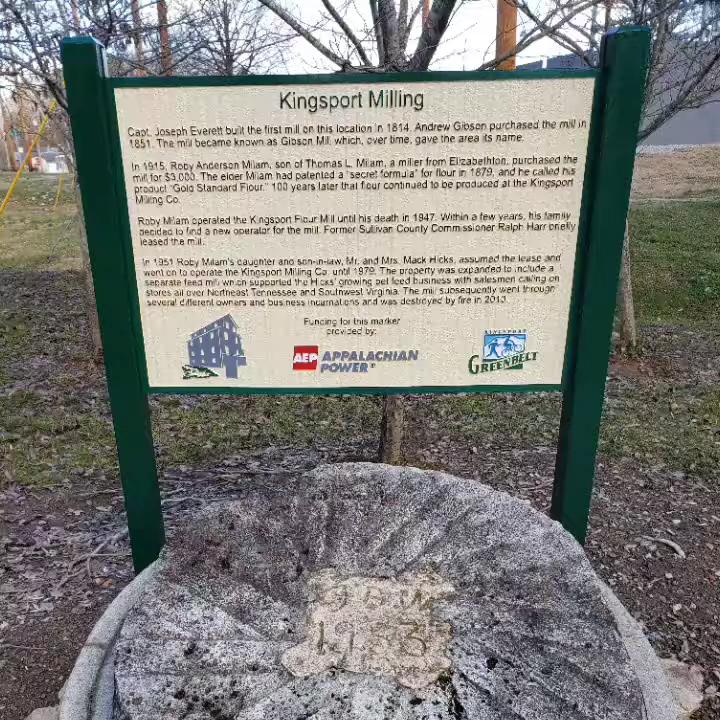 Kingsport Milling
Capt. Joseph Everett built the first mill on this location in 1814. Andrew Gibson purchased the mill in
1851. The mill became known as Gibson Mill, which, over time, gave the area its name.
In 1915, Roby Anderson Milam, son of Thomas L. Milam, a miller from Elizabethton, purchased the
mill for $3,000. The elder Milam had patented a "secret formula" for flour in 1879, and he called his
product "Gold Standard Flour." 100 years later that flour continued to be produced at the Kingsport
Milling Co.
Roby Milam operated the Kingsport Flour Mill until his death in 1947. Within a few years, his family
decided to find a new operator for the mill. Former Sullivan County Commissioner Ralph Harr briefly
leased the mill.
In 1951 Roby Milam's daughter and son-in-law, Mr. and Mrs. Mack Hicks, assumed the lease and
went on to operate the Kingsport Milling Co. until 1979. The property was expanded to include a
separate feed mill which supported the Hicks' growing pet feed business with salesmen calling on
stores all over Northeast Tennessee and Southwest Virginia. The mill subsequently went through
several different owners and business incarnations and was destroyed by fire in 2013.
Funding for this marker
provided by:
AEP APPALACHIAN
POWER®
KINGSPORT
GREENBELT
1953